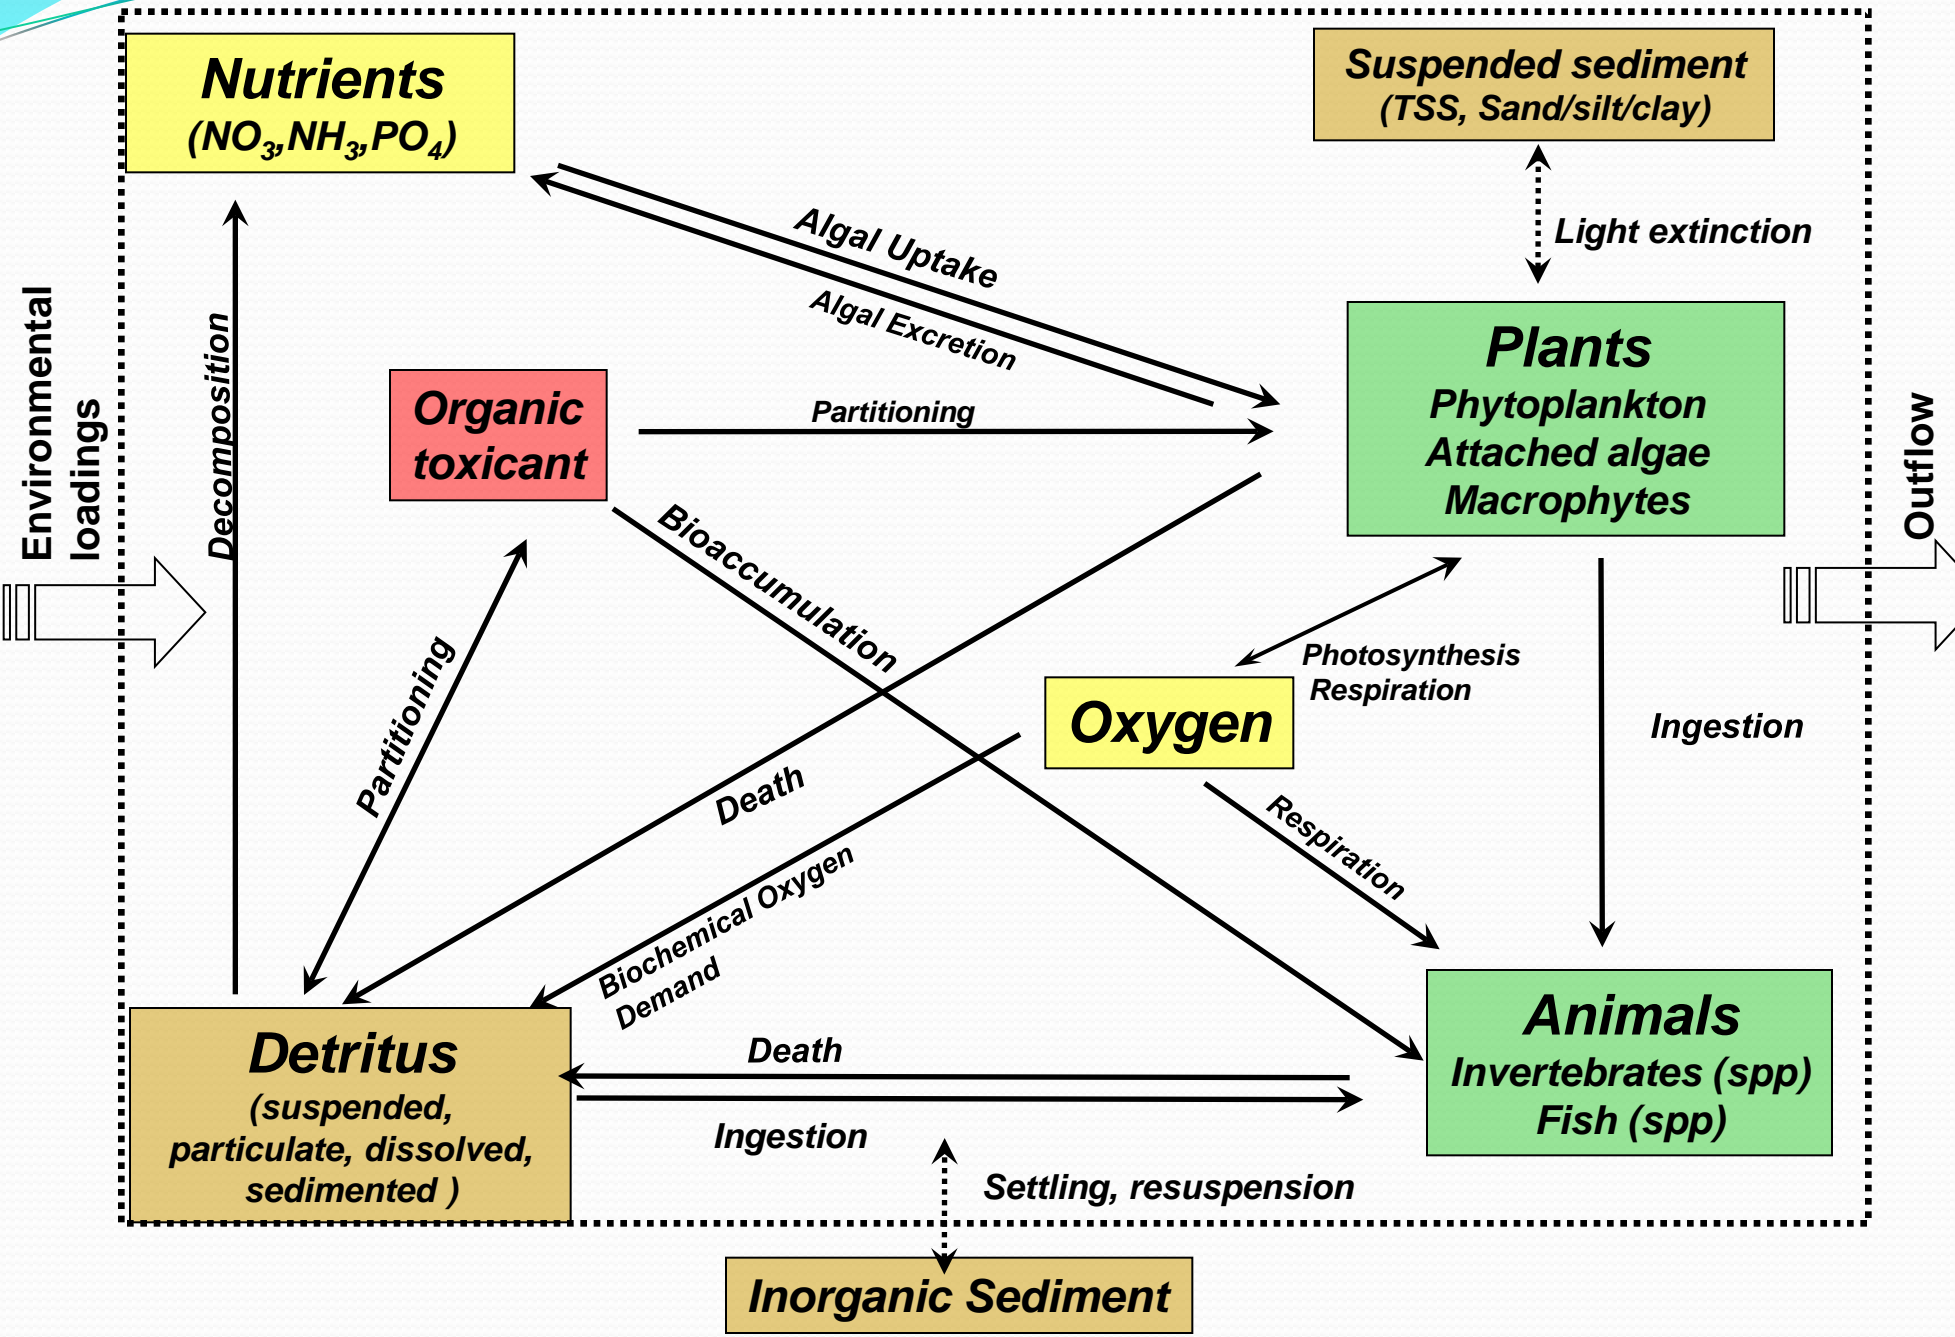 Nutrients
(NO3,NH3,PO4)
Suspended sediment
(TSS, Sand/silt/clay)
Algal Uptake
Algal Excretion
Light extinction
Environmental
loadings
Decomposition
Organic
toxicant
Partitioning
Plants
Phytoplankton
Attached algae
Macrophytes
Outflow
Bioaccumulation
Partitioning
Photosynthesis
Respiration
Oxygen
Ingestion
Death
Respiration
Biochemical Oxygen
Demand
Detritus
(suspended,
particulate, dissolved,
sedimented )
Death
Ingestion
Animals
Invertebrates (spp)
Fish (spp)
Settling, resuspension
Inorganic Sediment